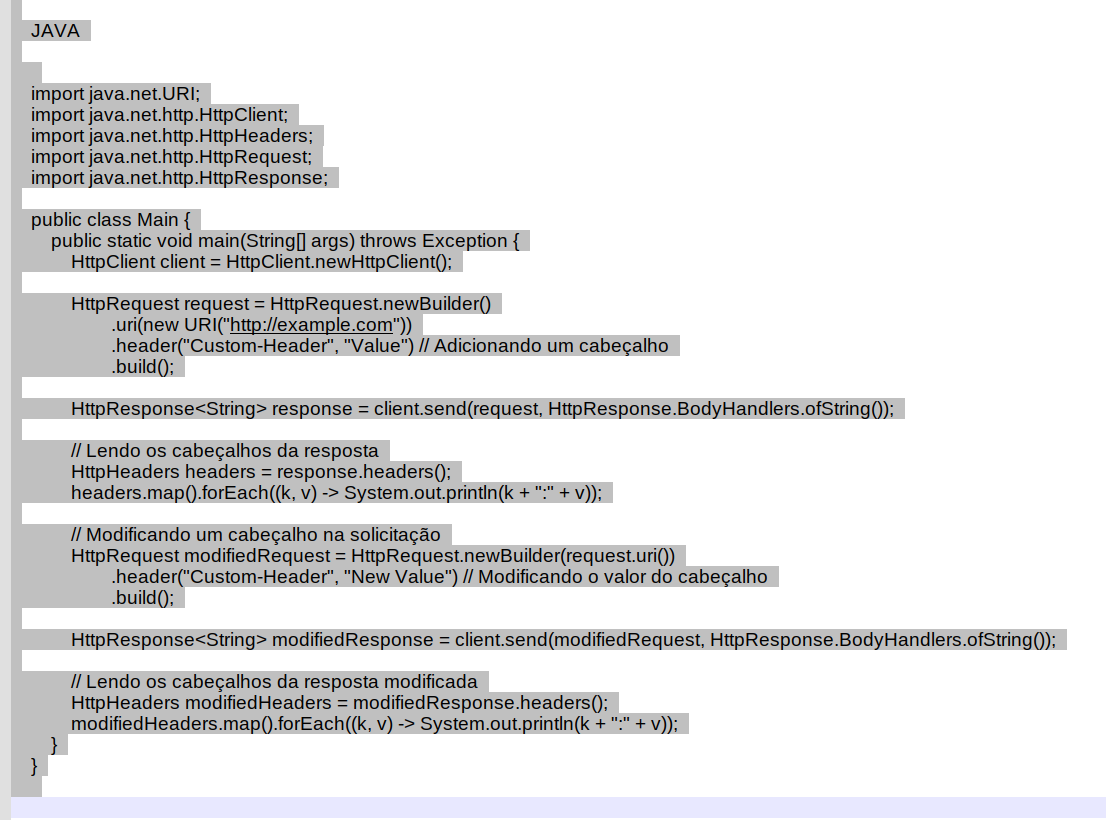 JAVA
import java.net.URI;
import java.net.http.HttpClient;
import java.net.http.HttpHeaders;
import java.net.http.HttpRequest;
import java.net.http.HttpResponse;
public class Main {
public static void main(String[] args) throws Exception {
HttpClient client = HttpClient.newHttpClient();
HttpRequest request = HttpRequest.newBuilder()
.uri(new URI("http://example.com"))
.header("Custom-Header", "Value") // Adicionando um cabeçalho
.build();
HttpResponse<String> response = client.send(request, HttpResponse.BodyHandlers.ofString());
// Lendo os cabeçalhos da resposta
HttpHeaders headers = response.headers();
headers.map().forEach((k, v) -> System.out.println(k + ":" + v));
// Modificando um cabeçalho na solicitação
HttpRequest modifiedRequest = HttpRequest.newBuilder(request.uri())
.header("Custom-Header", "New Value") // Modificando o valor do cabeçalho
.build();
HttpResponse<String> modifiedResponse = client.send(modifiedRequest, HttpResponse.BodyHandlers.ofString());
// Lendo os cabeçalhos da resposta modificada
HttpHeaders modifiedHeaders = modifiedResponse.headers();
modifiedHeaders.map().forEach((k, v) -> System.out.println(k + ":" + v));
}
}